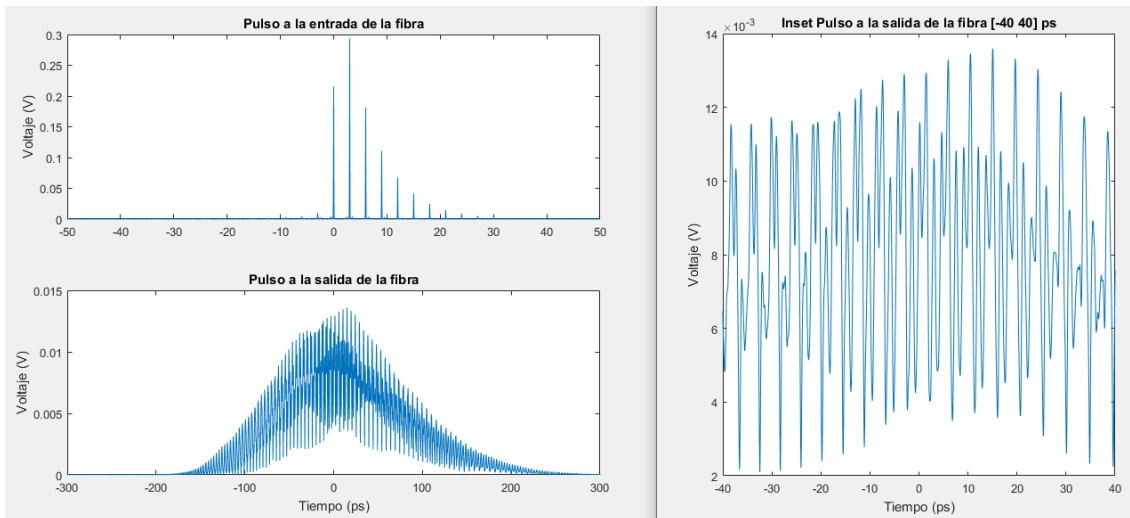 Pulso a la entrada de la fibra
0.3
0.25
0.2
0.15
0.1
0.05
0
-50 -40 -30 -20 -10 0 10 20 30 40 50
Voltaje (V)
Pulso a la salida de la fibra
0.015
0.01
0.005
0
-300 -200 -100 0 100 200 300
Voltaje (V)
Tiempo (ps)
Inset Pulso a la salida de la fibra [-40 40] ps
×10-3
14
12
10
8
6
4
2
-40 -30 -20 -10 0 10 20 30 40
Voltaje (V)
Tiempo (ps)